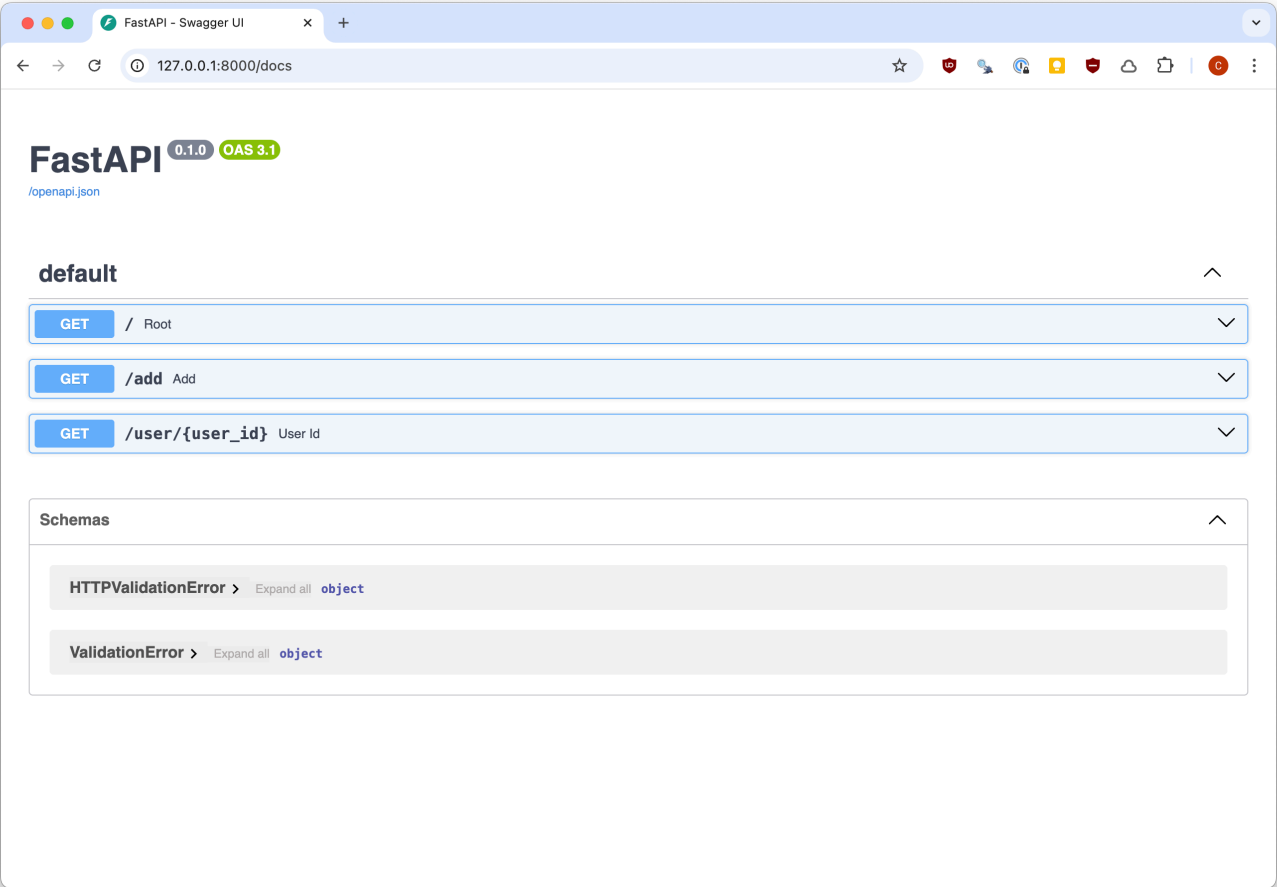 FastAPI - Swagger UI
127.0.0.1:8000/docs
C
FastAPI 0.1.0 OAS 3.1
/openapi.json
default
GET / Root
GET /add Add
GET /user/{user_id} User Id
Schemas
HTTPValidationError Expand all object
ValidationError Expand all object